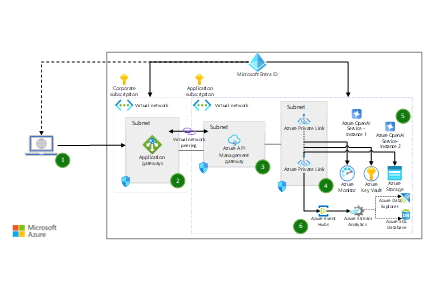 Microsoft Entra ID
Corporate
subscription
Application
subscription
Virtual network
Virtual network
Subnet
Subnet
Subnet
Virtual network
peering
Application
gateways
Azure API
Management
gateway
Azure Private Link
Azure Private Link
Azure OpenAI
Service –
instance 1
Azure OpenAI
Service-
instance 2
Azure
Monitor
Azure
Key Vault
Azure
Storage
Azure Data
Explorer
Azure SQL
Database
Azure Event
Hubs
Azure Stream
Analytics
1
2
3
4
5
6
Microsoft
Azure